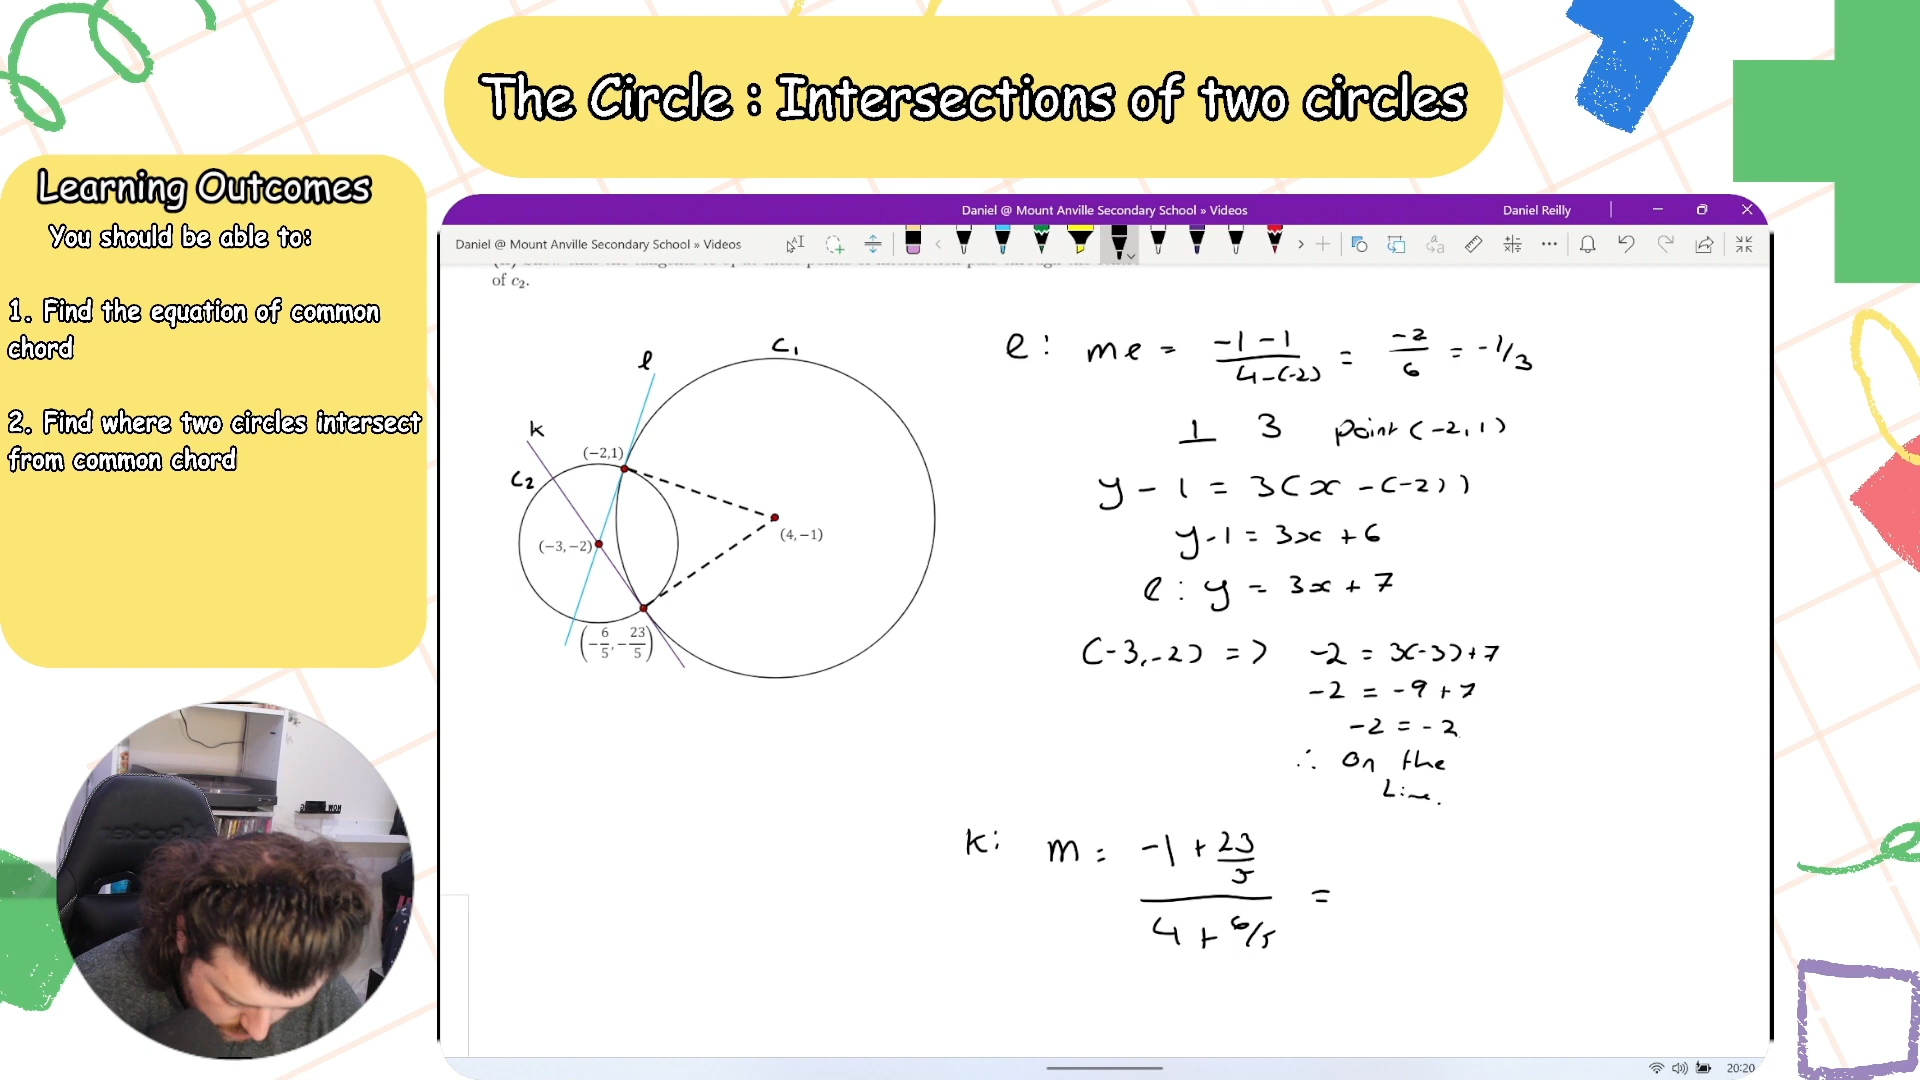 The Circle : Intersections of two circles
Learning Outcomes
You should be able to:
1. Find the equation of common
chord
2. Find where two circles intersect
from common chord
Daniel @ Mount Anville Secondary School » Videos
Daniel Reilly
Daniel @ Mount Anville Secondary School » Videos
of c₂.
C₁
l
k
C₂
(−2,1)
(−3,−2)
(4,−1)
(−6/5, −23/5)
l : ml = (-1 - 1)/(4-(-2)) = -2/6 = -1/3
⊥ 3 point (-2,1)
y - 1 = 3(x - (-2))
y - 1 = 3x + 6
l : y = 3x + 7
(-3,-2) => -2 = 3(-3)+7
-2 = -9 + 7
-2 = -2
∴ On the
Line.
k: m = (-1 + 23/5)/(4 + 6/5) =
20:20